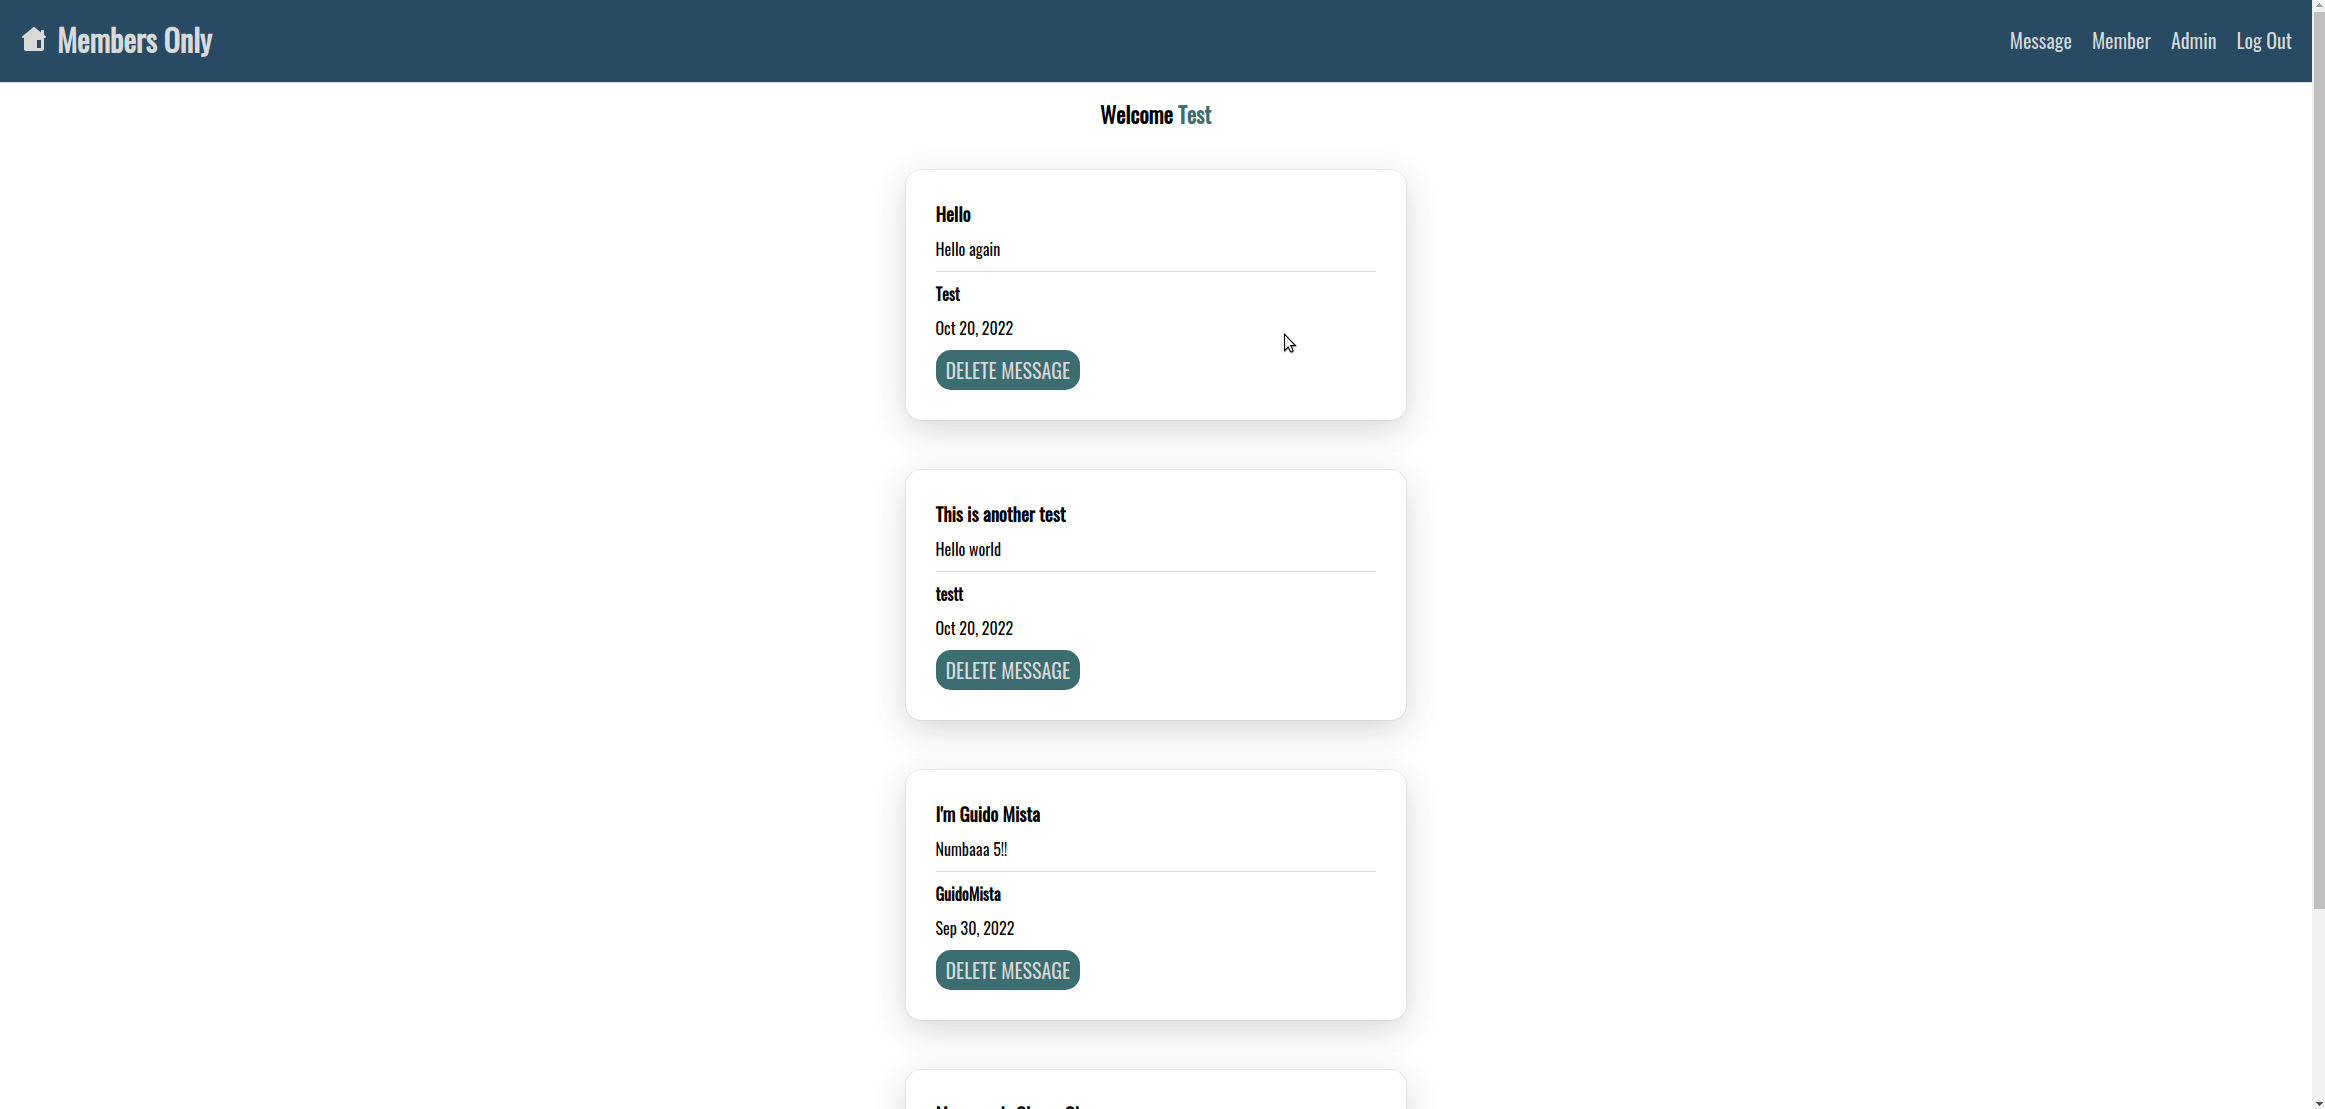 Members Only
Message Member Admin Log Out
Welcome Test
Hello
Hello again
Test
Oct 20, 2022
DELETE MESSAGE
This is another test
Hello world
testt
Oct 20, 2022
DELETE MESSAGE
I'm Guido Mista
Numbaaa 5!!
GuidoMista
Sep 30, 2022
DELETE MESSAGE